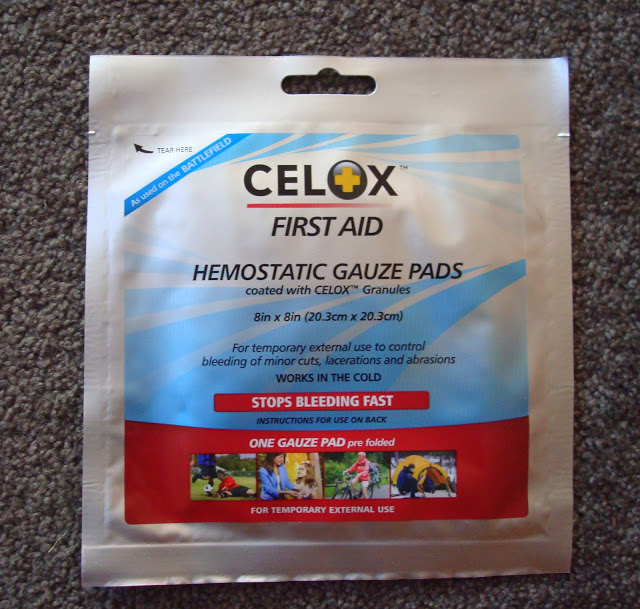 TEAR HERE
As used on the BATTLEFIELD
CELOX™
FIRST AID
HEMOSTATIC GAUZE PADS
coated with CELOX™ Granules
8in x 8in (20.3cm x 20.3cm)
For temporary external use to control
bleeding of minor cuts, lacerations and abrasions
WORKS IN THE COLD
STOPS BLEEDING FAST
INSTRUCTIONS FOR USE ON BACK
ONE GAUZE PAD pre folded
FOR TEMPORARY EXTERNAL USE